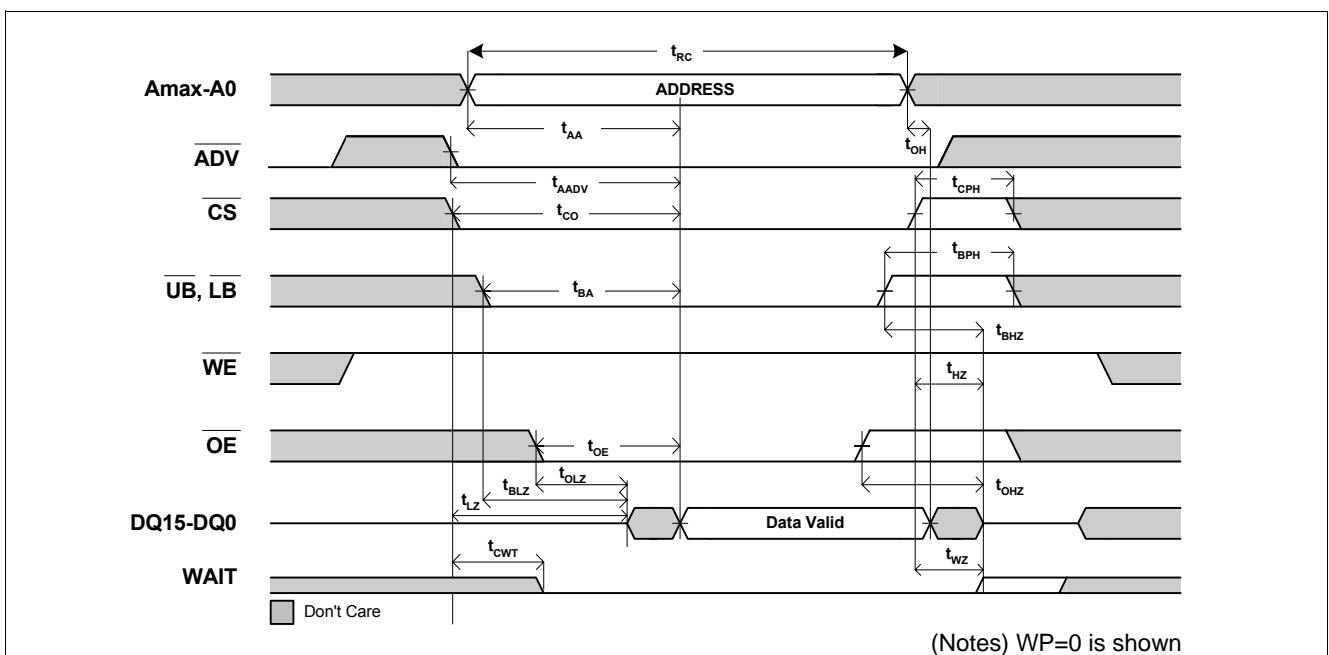 tRC
Amax-A0
ADDRESS
tAA
tOH
ADV
tAADV
tCPH
CS
tCO
tBPH
UB, LB
tBA
tBHZ
WE
tHZ
OE
tOE
tOLZ
tBLZ
tOHZ
tLZ
DQ15-DQ0
Data Valid
tCWT
tWZ
WAIT
Don't Care
(Notes) WP=0 is shown